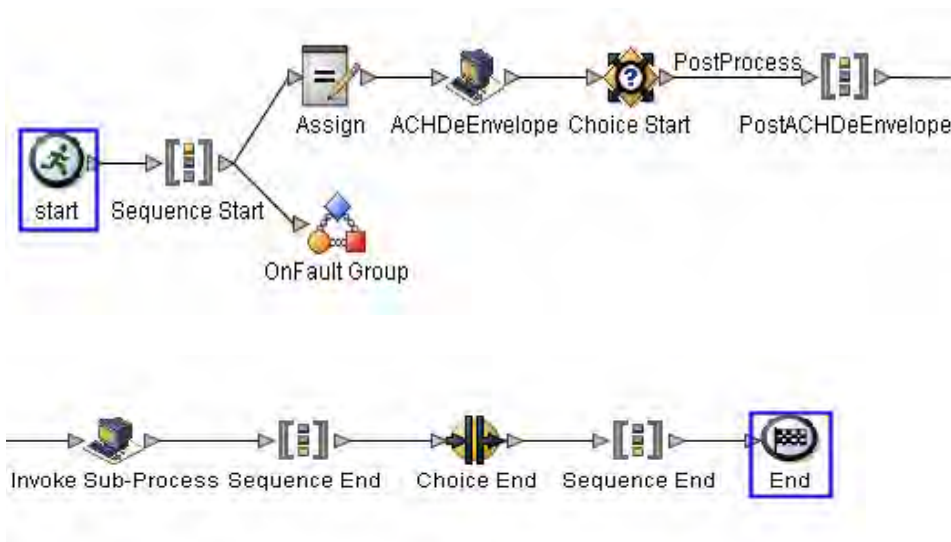 PostProcess
Assign ACHDeEnvelope Choice Start PostACHDeEnvelope
start Sequence Start
OnFault Group
Invoke Sub-Process Sequence End Choice End Sequence End End